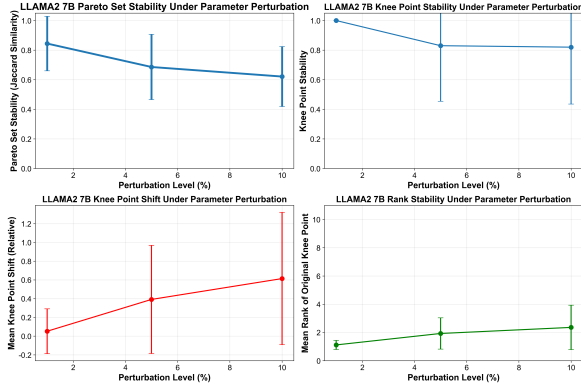 LLAMA2 7B Pareto Set Stability Under Parameter Perturbation
Pareto Set Stability (Jaccard Similarity)
1.0
0.8
0.6
0.4
0.2
0.0
2 4 6 8 10
Perturbation Level (%)
LLAMA2 7B Knee Point Stability Under Parameter Perturbation
Knee Point Stability
1.0
0.8
0.6
0.4
0.2
0.0
2 4 6 8 10
Perturbation Level (%)
LLAMA2 7B Knee Point Shift Under Parameter Perturbation
Mean Knee Point Shift (Relative)
1.2
1.0
0.8
0.6
0.4
0.2
0.0
-0.2
2 4 6 8 10
Perturbation Level (%)
LLAMA2 7B Rank Stability Under Parameter Perturbation
Mean Rank of Original Knee Point
10
8
6
4
2
0
2 4 6 8 10
Perturbation Level (%)